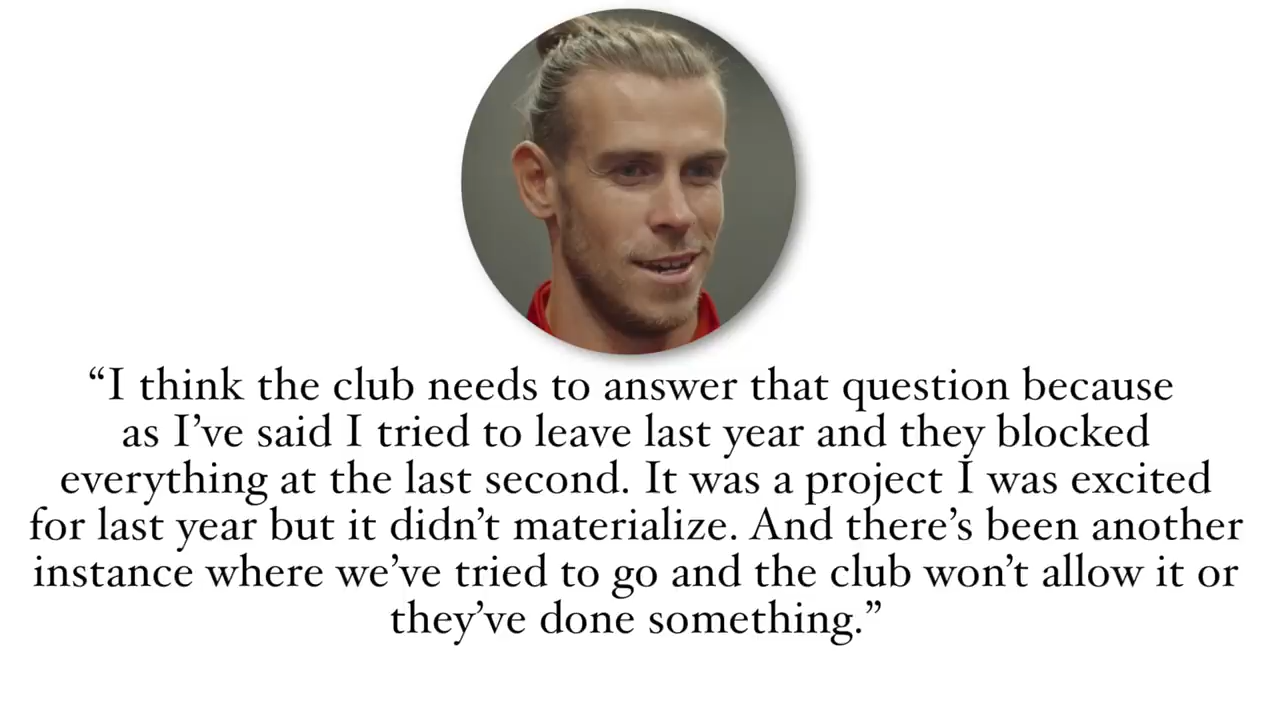 “I think the club needs to answer that question because
as I’ve said I tried to leave last year and they blocked
everything at the last second. It was a project I was excited
for last year but it didn’t materialize. And there’s been another
instance where we’ve tried to go and the club won’t allow it or
they’ve done something.”